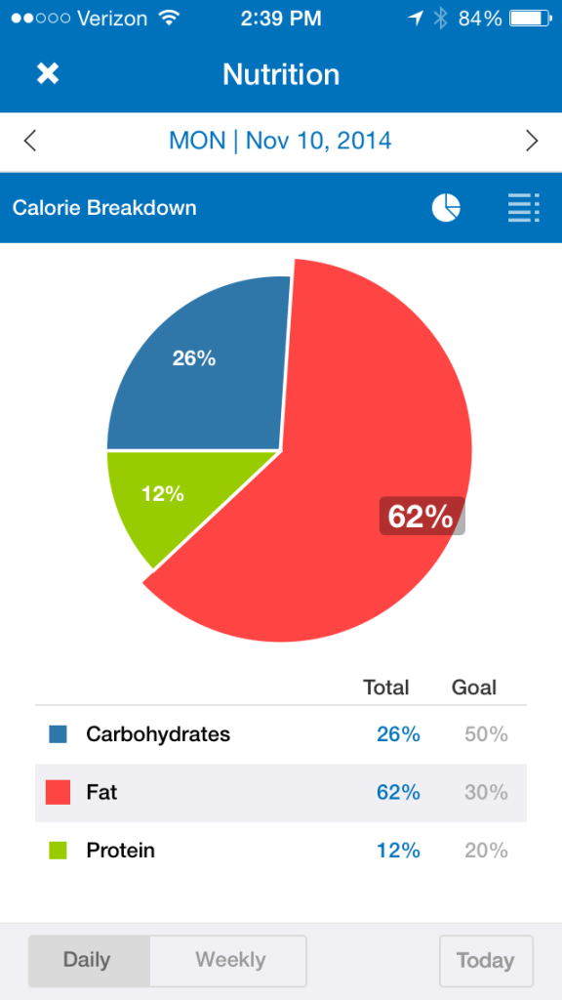 Verizon 2:39 PM 84%
Nutrition
MON | Nov 10, 2014
Calorie Breakdown
26%
12%
62%
Total Goal
Carbohydrates 26% 50%
Fat 62% 30%
Protein 12% 20%
Daily Weekly Today